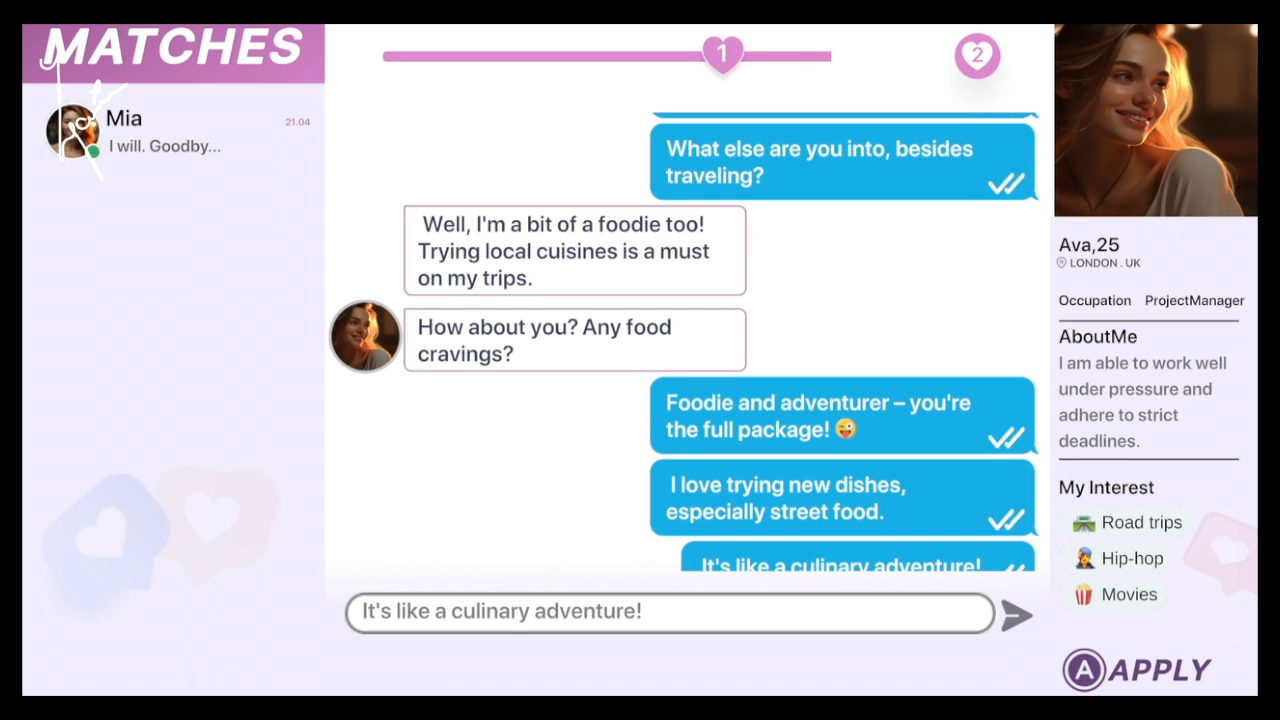 MATCHES
Mia
21.04
I will. Goodby...
1
2
What else are you into, besides
traveling?
Well, I'm a bit of a foodie too!
Trying local cuisines is a must
on my trips.
How about you? Any food
cravings?
Foodie and adventurer – you're
the full package! 😜
I love trying new dishes,
especially street food.
It's like a culinary adventure!
It's like a culinary adventure!
Ava,25
LONDON . UK
Occupation ProjectManager
AboutMe
I am able to work well
under pressure and
adhere to strict
deadlines.
My Interest
Road trips
Hip-hop
Movies
A APPLY